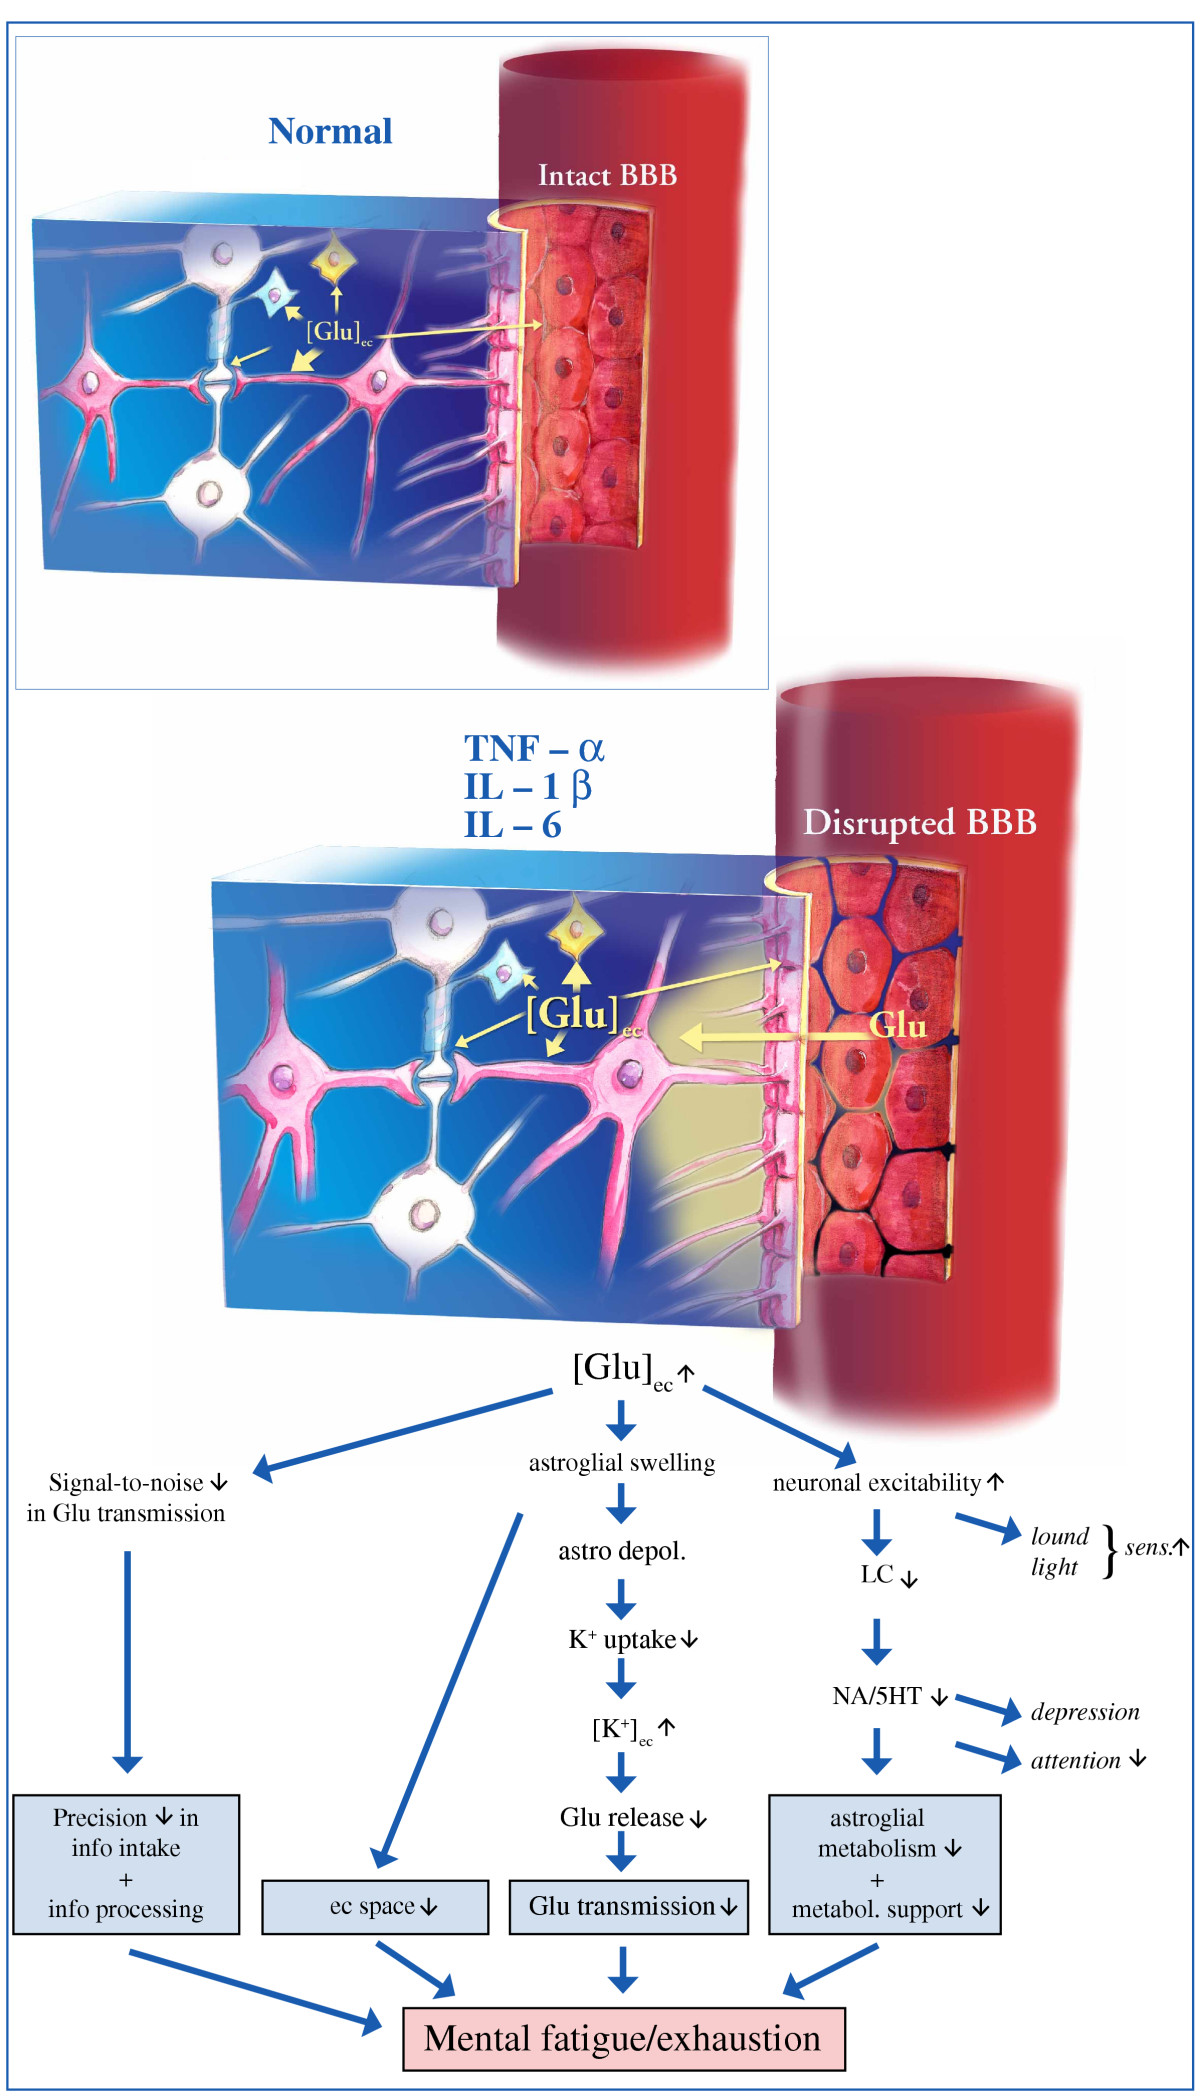 Normal
Intact BBB
[Glu]ec
TNF – α
IL – 1 β
IL – 6
Disrupted BBB
[Glu]ec
Glu
[Glu]ec ↑
Signal-to-noise ↓
in Glu transmission
astroglial swelling
neuronal excitability ↑
lound
light
} sens.↑
astro depol.
LC ↓
K+ uptake ↓
NA/5HT ↓
depression
attention ↓
[K+]ec ↑
Glu release ↓
Precision ↓ in
info intake
+
info processing
ec space ↓
Glu transmission ↓
astroglial
metabolism ↓
+
metabol. support ↓
Mental fatigue/exhaustion